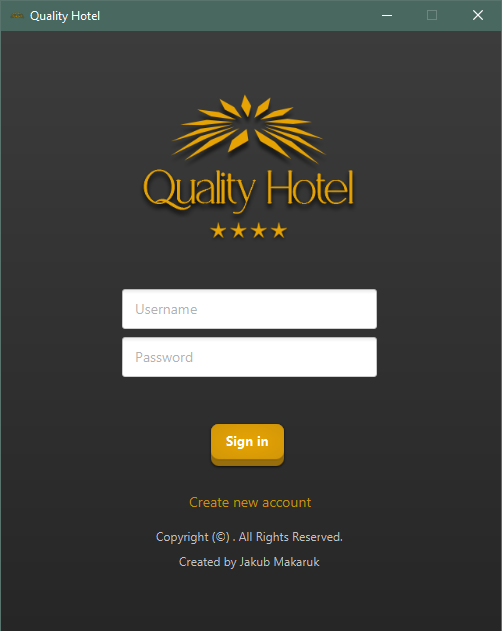 Quality Hotel
Quality Hotel
Username
Password
Sign in
Create new account
Copyright (©) . All Rights Reserved.
Created by Jakub Makaruk